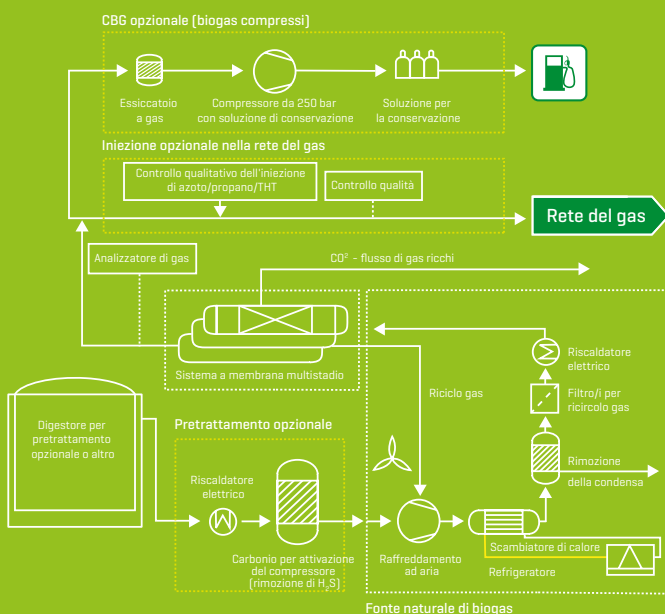 CBG opzionale (biogas compressi)
Essiccatoio
a gas
Compressore da 250 bar
con soluzione di conservazione
Soluzione per
la conservazione
Iniezione opzionale nella rete del gas
Controllo qualitativo dell'iniezione
di azoto/propano/THT
Controllo qualità
Rete del gas
Analizzatore di gas
CO² - flusso di gas ricchi
Sistema a membrana multistadio
Riscaldatore
elettrico
Riciclo gas
Filtro/i per
ricircolo gas
Digestore per
pretrattamento
opzionale o altro
Pretrattamento opzionale
Rimozione
della condensa
Riscaldatore
elettrico
Carbonio per attivazione
del compressore
(rimozione di H₂S)
Raffreddamento
ad aria
Scambiatore di calore
Refrigeratore
Fonte naturale di biogas